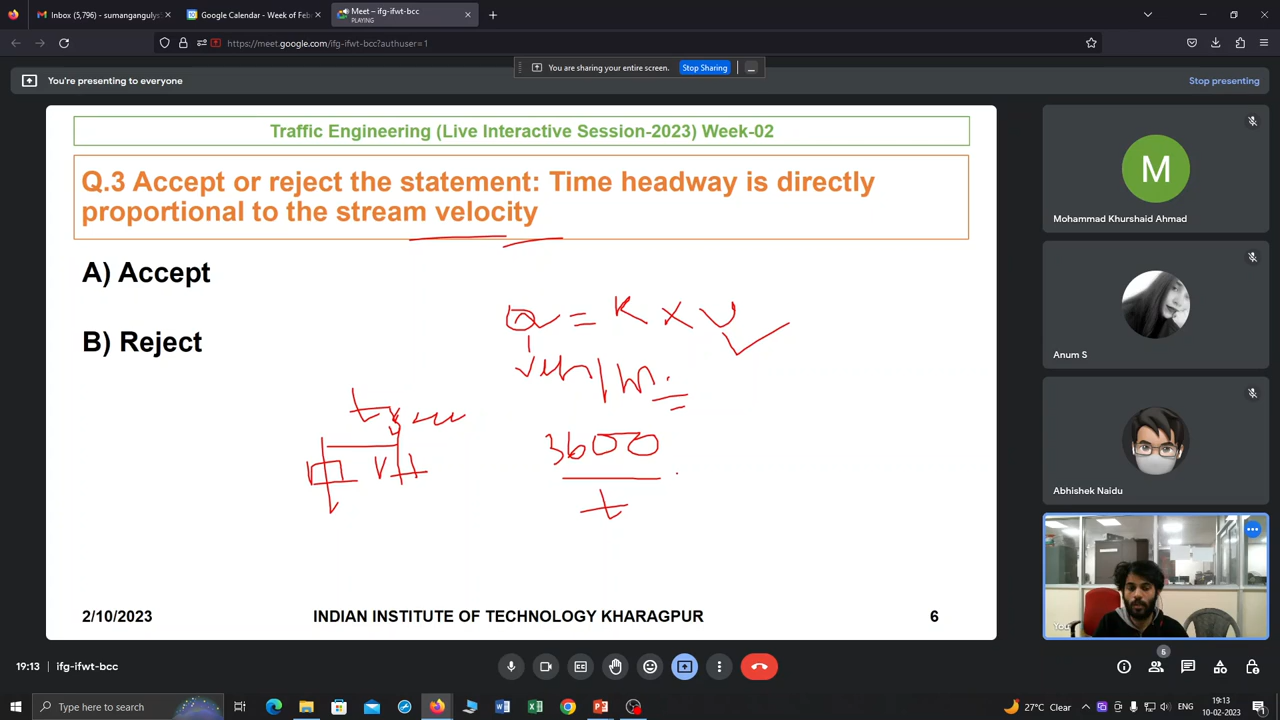 Inbox (5,796) - sumangangulys
Google Calendar - Week of Feb
Meet – ifg-ifwt-bcc
PLAYING
https://meet.google.com/ifg-ifwt-bcc?authuser=1
You are sharing your entire screen.
Stop Sharing
You're presenting to everyone
Stop presenting
Traffic Engineering (Live Interactive Session-2023) Week-02
Q.3 Accept or reject the statement: Time headway is directly
proportional to the stream velocity
A) Accept
B) Reject
Q = K x v
veh/hr.
3600
t
2/10/2023
INDIAN INSTITUTE OF TECHNOLOGY KHARAGPUR
6
M
Mohammad Khurshaid Ahmad
Anum S
Abhishek Naidu
You
19:13
ifg-ifwt-bcc
6
Type here to search
27°C Clear
ENG
19:13
10-02-2023